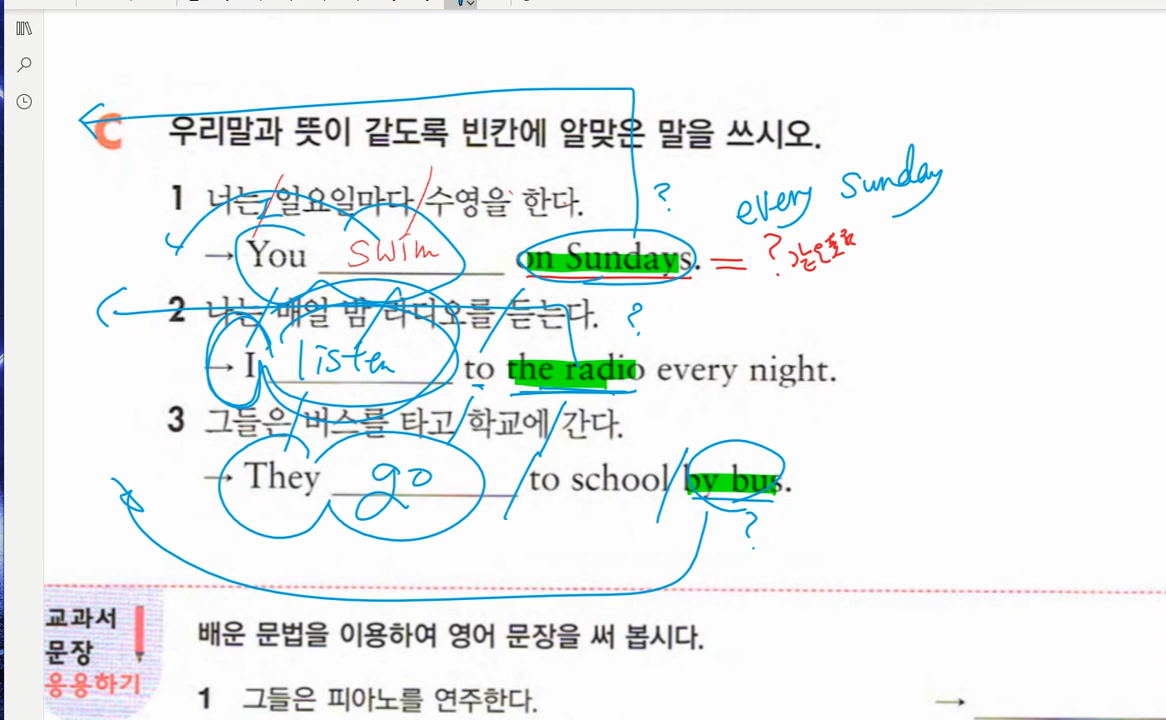 C 우리말과 뜻이 같도록 빈칸에 알맞은 말을 쓰시오.
1 너는 일요일마다 수영을 한다. ? every sunday
→ You swim on Sundays. = ?
2 나는 매일 밤 라디오를 듣는다. ?
→ I listen to the radio every night.
3 그들은 버스를 타고 학교에 간다.
→ They go to school by bus.
?
교과서
문장
응용하기
배운 문법을 이용하여 영어 문장을 써 봅시다.
1 그들은 피아노를 연주한다. →